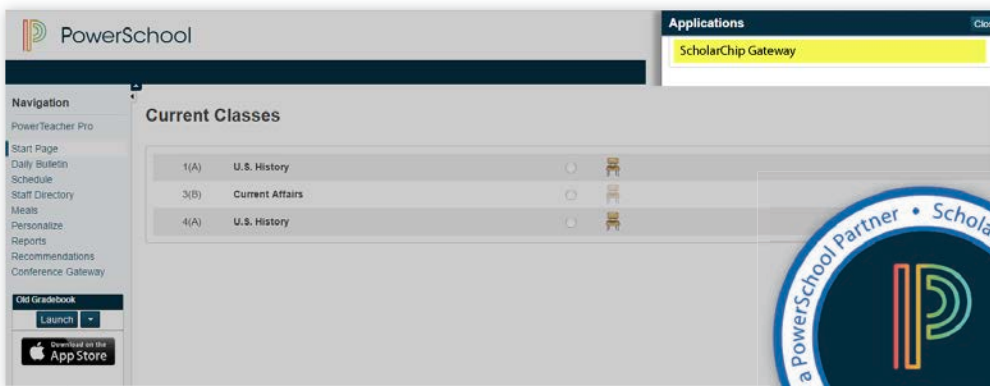 PowerSchool
Applications
ScholarChip Gateway
Navigation
PowerTeacher Pro
Start Page
Daily Bulletin
Schedule
Staff Directory
Meals
Personalize
Reports
Recommendations
Conference Gateway
Old Gradebook
Launch
Download on the
App Store
Current Classes
1(A) U.S. History
3(B) Current Affairs
4(A) U.S. History
a PowerSchool Partner •